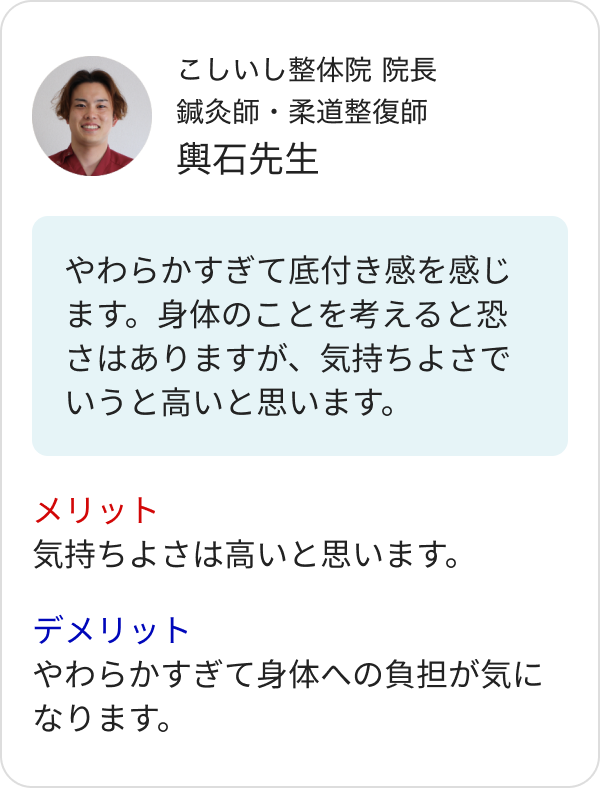 こしいし整体院 院長
鍼灸師・柔道整復師
輿石先生
やわらかすぎて底付き感を感じ
ます。身体のことを考えると恐
さはありますが、気持ちよさで
いうと高いと思います。
メリット
気持ちよさは高いと思います。
デメリット
やわらかすぎて身体への負担が気に
なります。